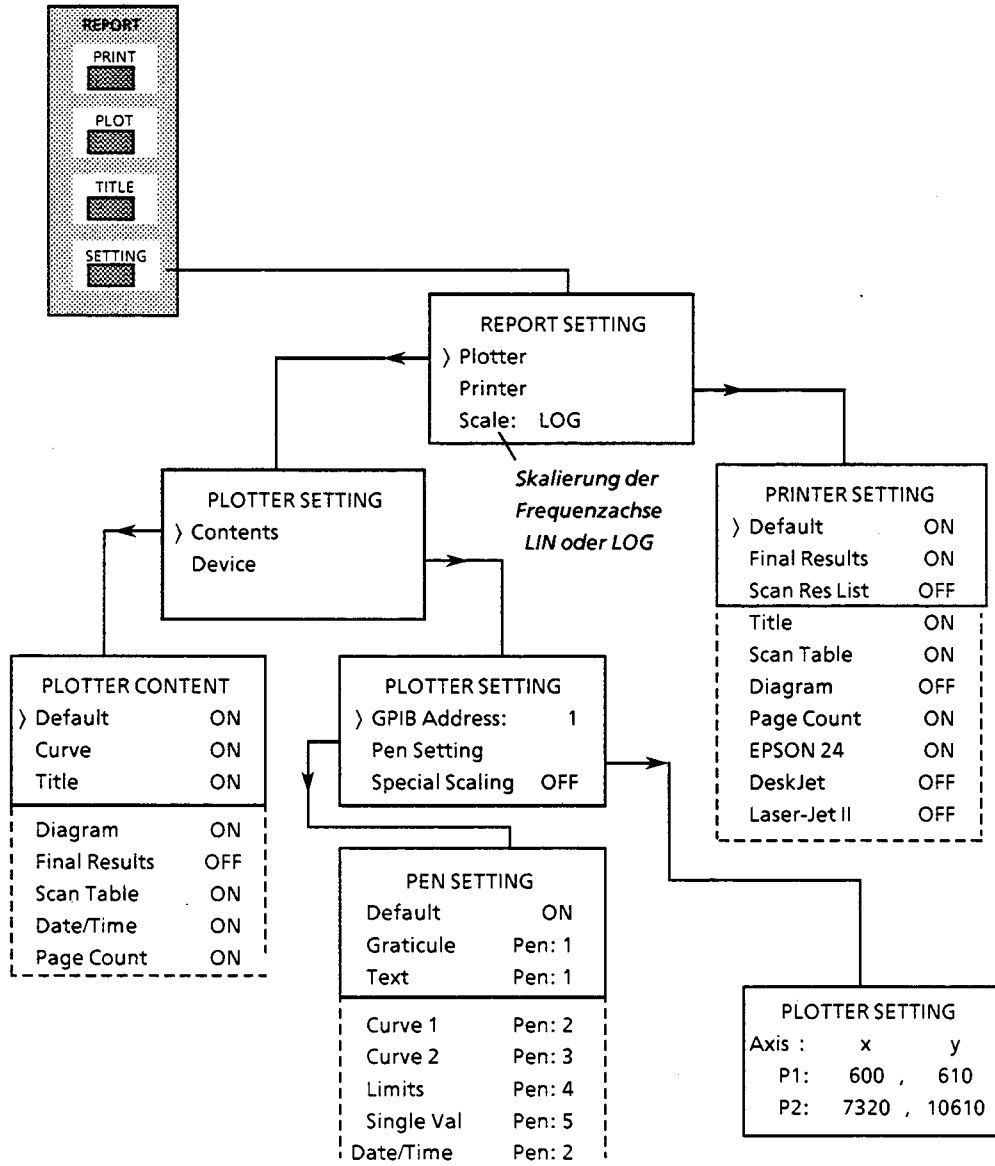 REPORT
PRINT
PLOT
TITLE
SETTING
REPORT SETTING
⟩ Plotter
Printer
Scale: LOG
Skalierung der
Frequenzachse
LIN oder LOG
PLOTTER SETTING
⟩ Contents
Device
PRINTER SETTING
⟩ Default ON
Final Results ON
Scan Res List OFF
Title ON
Scan Table ON
Diagram OFF
Page Count ON
EPSON 24 ON
DeskJet OFF
Laser-Jet II OFF
PLOTTER CONTENT
⟩ Default ON
Curve ON
Title ON
Diagram ON
Final Results OFF
Scan Table ON
Date/Time ON
Page Count ON
PLOTTER SETTING
⟩ GPIB Address: 1
Pen Setting
Special Scaling OFF
PEN SETTING
Default ON
Graticule Pen: 1
Text Pen: 1
Curve 1 Pen: 2
Curve 2 Pen: 3
Limits Pen: 4
Single Val Pen: 5
Date/Time Pen: 2
PLOTTER SETTING
Axis : x y
P1: 600 , 610
P2: 7320 , 10610